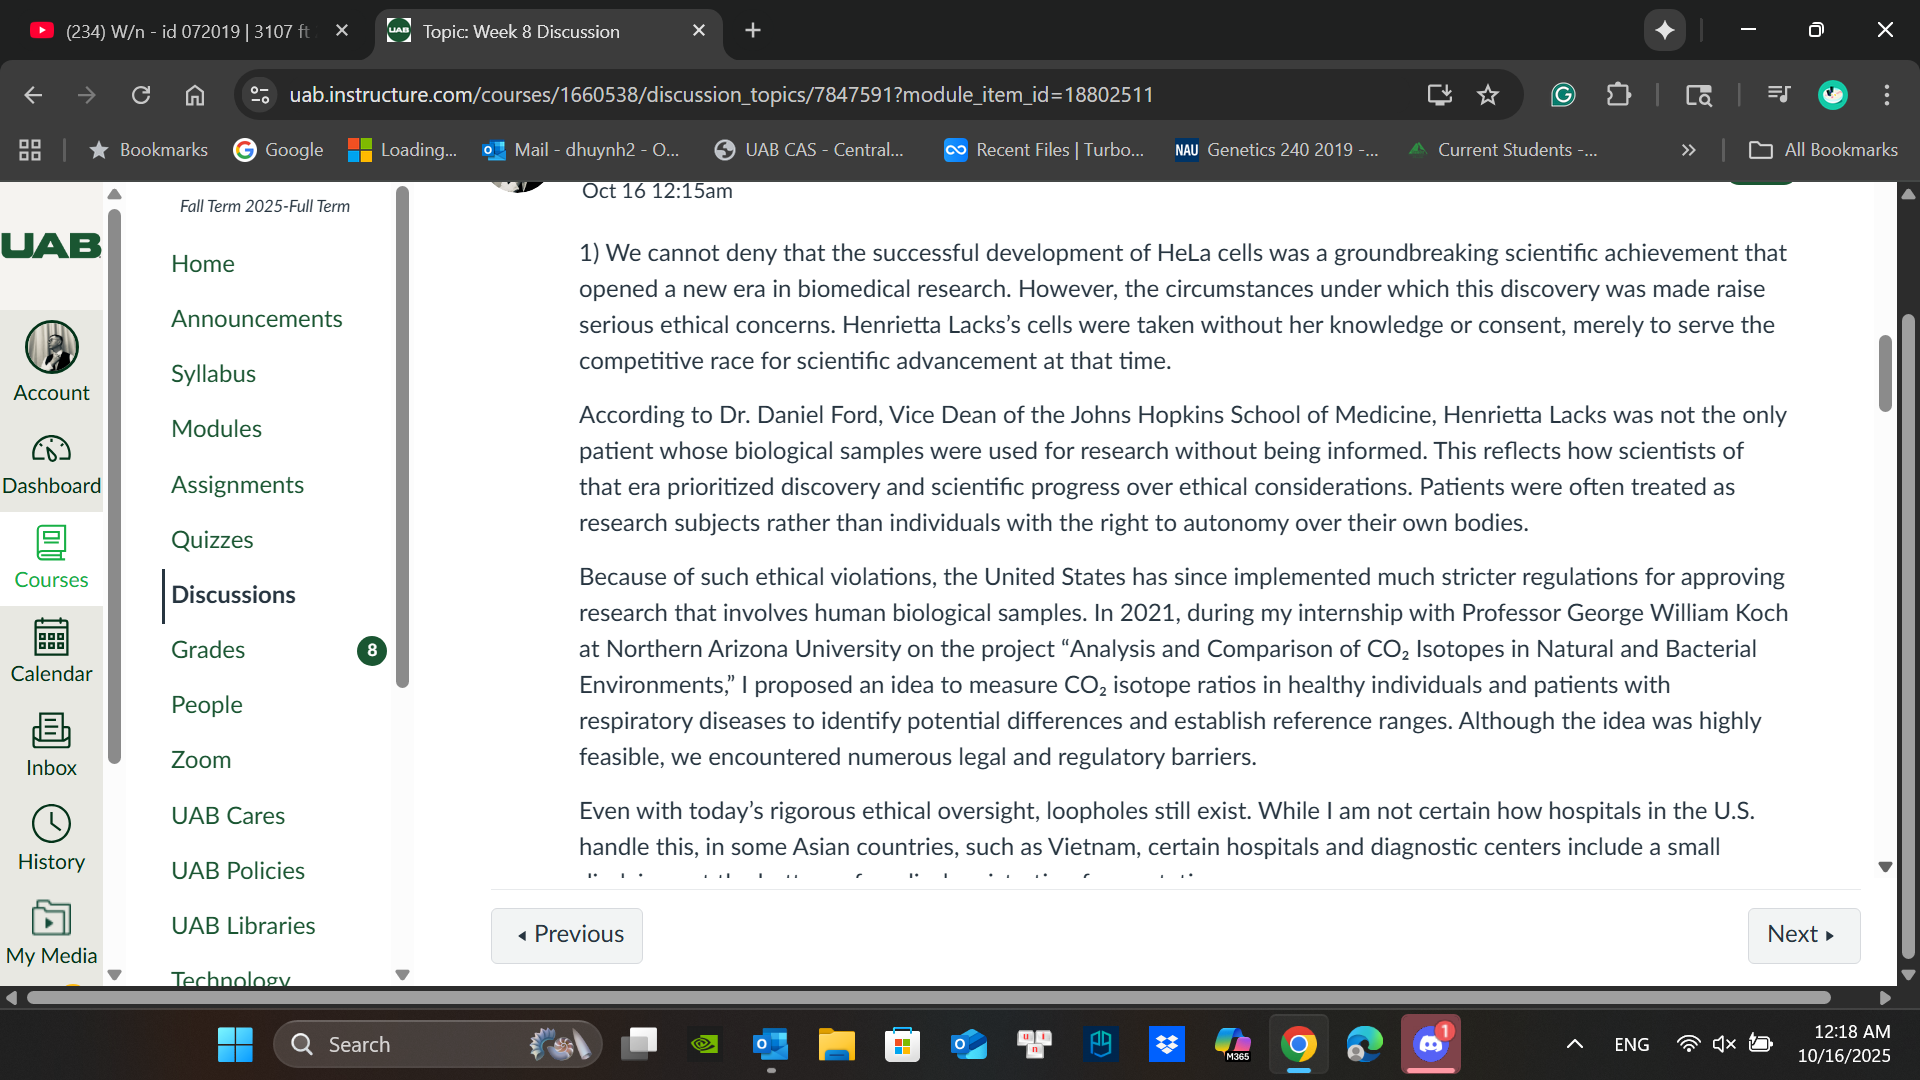 (234) W/n - id 072019 | 3107 ft
Topic: Week 8 Discussion
uab.instructure.com/courses/1660538/discussion_topics/7847591?module_item_id=18802511
Bookmarks
Google
Loading...
Mail - dhuynh2 - O...
UAB CAS - Central...
Recent Files | Turbo...
NAU
Genetics 240 2019 -...
Current Students -...
All Bookmarks
UAB
Account
Dashboard
Courses
Calendar
Inbox
History
My Media
Fall Term 2025-Full Term
Home
Announcements
Syllabus
Modules
Assignments
Quizzes
Discussions
Grades
8
People
Zoom
UAB Cares
UAB Policies
UAB Libraries
Technology
Oct 16 12:15am
1) We cannot deny that the successful development of HeLa cells was a groundbreaking scientific achievement that
opened a new era in biomedical research. However, the circumstances under which this discovery was made raise
serious ethical concerns. Henrietta Lacks’s cells were taken without her knowledge or consent, merely to serve the
competitive race for scientific advancement at that time.
According to Dr. Daniel Ford, Vice Dean of the Johns Hopkins School of Medicine, Henrietta Lacks was not the only
patient whose biological samples were used for research without being informed. This reflects how scientists of
that era prioritized discovery and scientific progress over ethical considerations. Patients were often treated as
research subjects rather than individuals with the right to autonomy over their own bodies.
Because of such ethical violations, the United States has since implemented much stricter regulations for approving
research that involves human biological samples. In 2021, during my internship with Professor George William Koch
at Northern Arizona University on the project “Analysis and Comparison of CO₂ Isotopes in Natural and Bacterial
Environments,” I proposed an idea to measure CO₂ isotope ratios in healthy individuals and patients with
respiratory diseases to identify potential differences and establish reference ranges. Although the idea was highly
feasible, we encountered numerous legal and regulatory barriers.
Even with today’s rigorous ethical oversight, loopholes still exist. While I am not certain how hospitals in the U.S.
handle this, in some Asian countries, such as Vietnam, certain hospitals and diagnostic centers include a small
Previous
Next
Search
M365
1
ENG
12:18 AM
10/16/2025